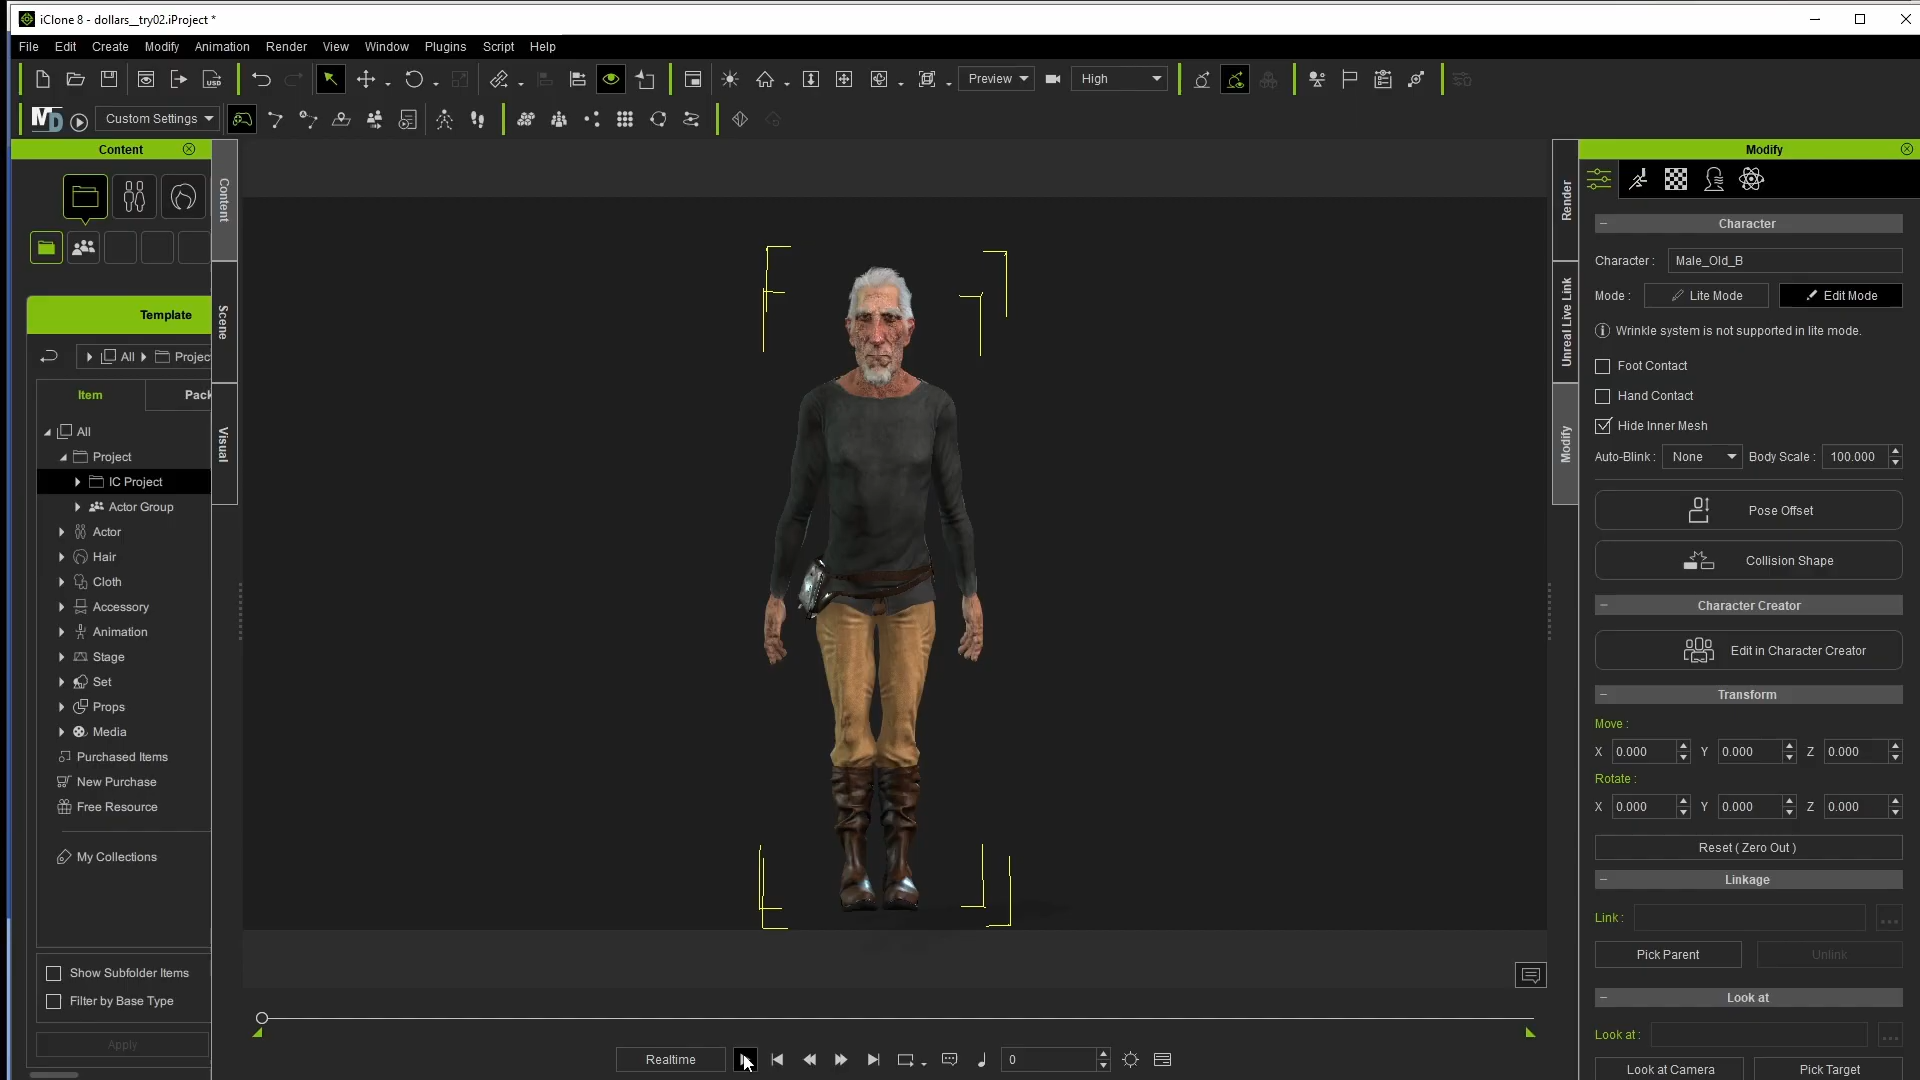 iClone 8 - dollars__try02.iProject *
File Edit Create Modify Animation Render View Window Plugins Script Help
Preview High
MD Custom Settings
Content
Modify
Content
Scene
Visual
Template
All Projec
Item Pack
All
Project
IC Project
Actor Group
Actor
Hair
Cloth
Accessory
Animation
Stage
Set
Props
Media
Purchased Items
New Purchase
Free Resource
My Collections
Show Subfolder Items
Filter by Base Type
Apply
Realtime 0
Render
Unreal Live Link
Modify
Character
Character : Male_Old_B
Mode : Lite Mode Edit Mode
Wrinkle system is not supported in lite mode.
Foot Contact
Hand Contact
Hide Inner Mesh
Auto-Blink : None Body Scale : 100.000
Pose Offset
Collision Shape
Character Creator
Edit in Character Creator
Transform
Move :
X 0.000 Y 0.000 Z 0.000
Rotate :
X 0.000 Y 0.000 Z 0.000
Reset ( Zero Out )
Linkage
Link : ...
Pick Parent Unlink
Look at
Look at : ...
Look at Camera Pick Target